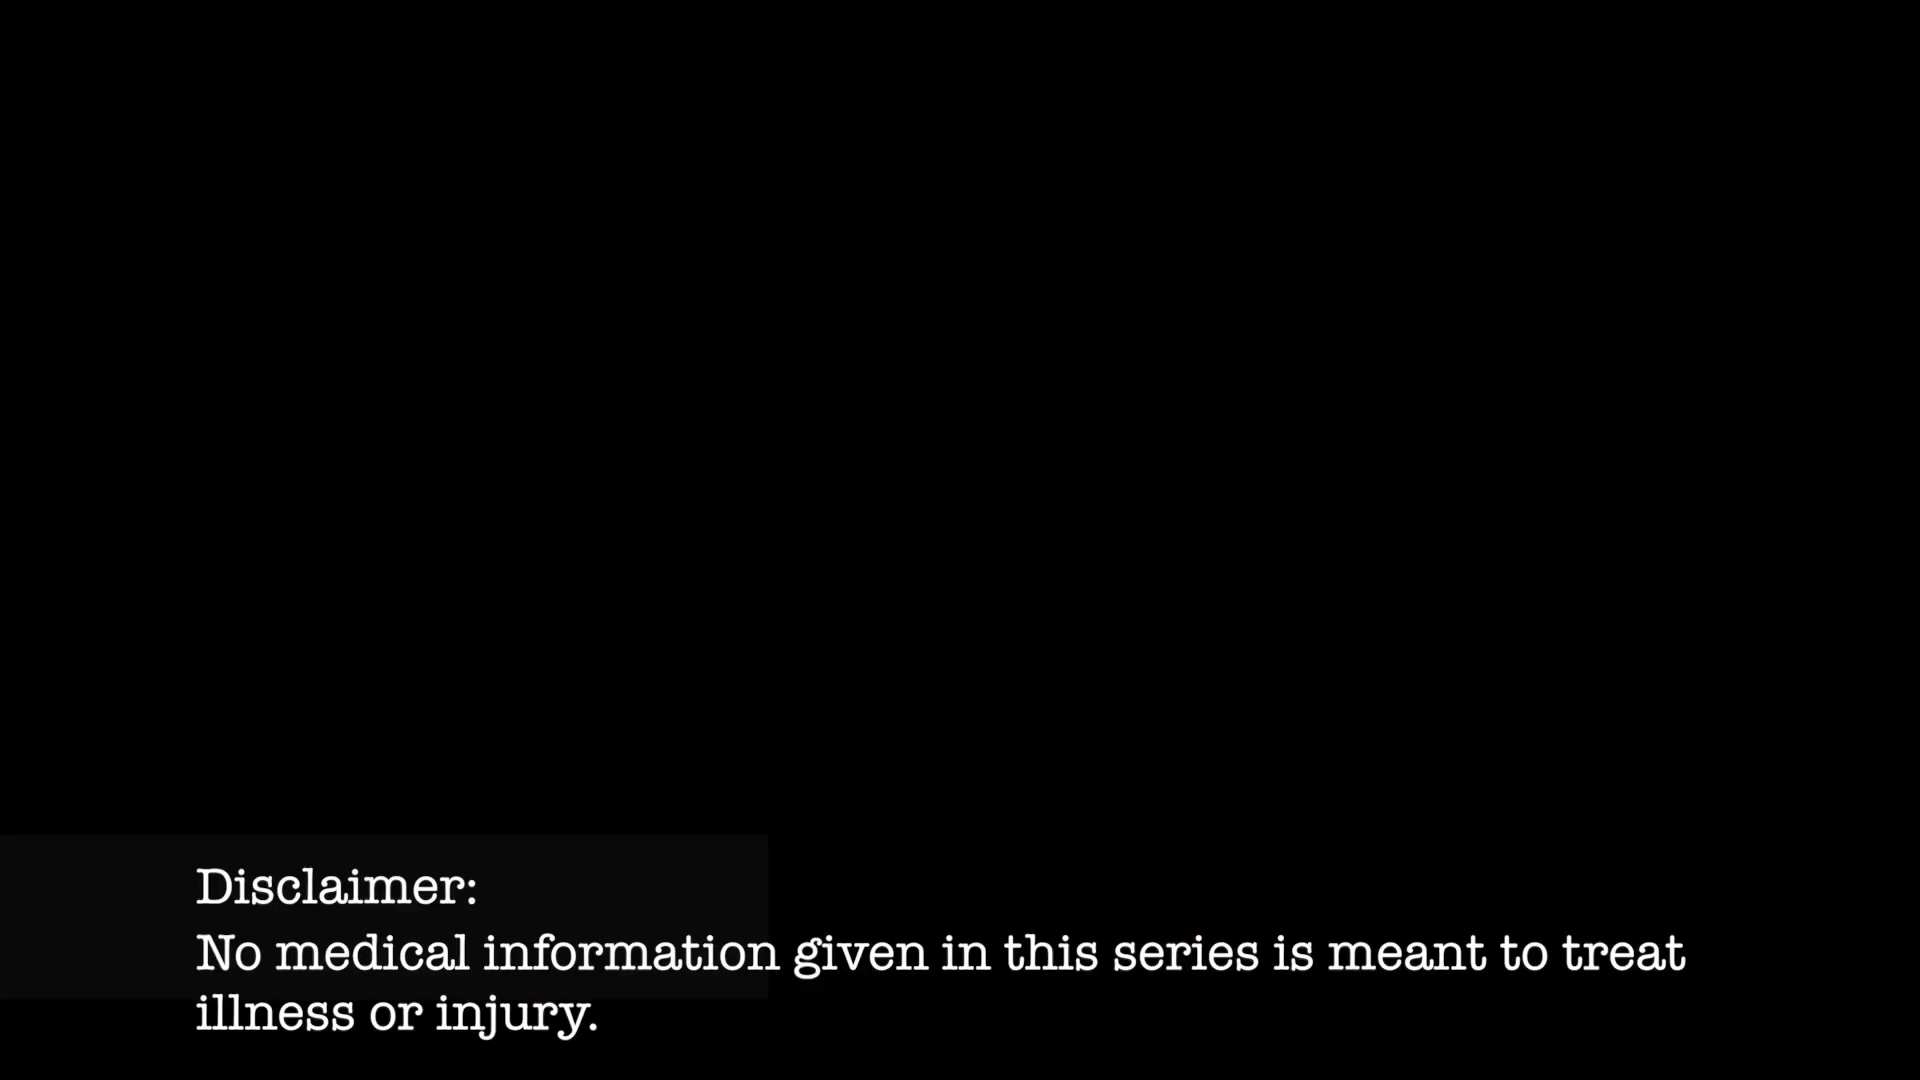 Disclaimer:
No medical information given in this series is meant to treat
illness or injury.